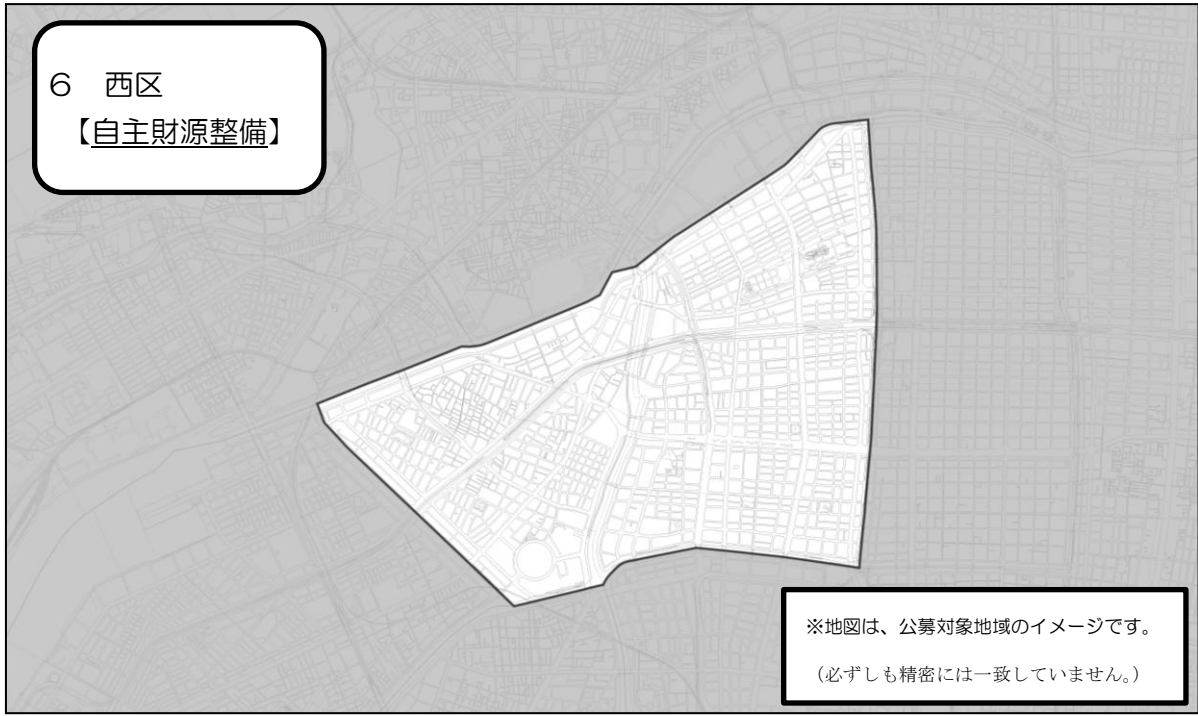 ６　西区
【自主財源整備】
※地図は、公募対象地域のイメージです。
（必ずしも精密には一致していません。）